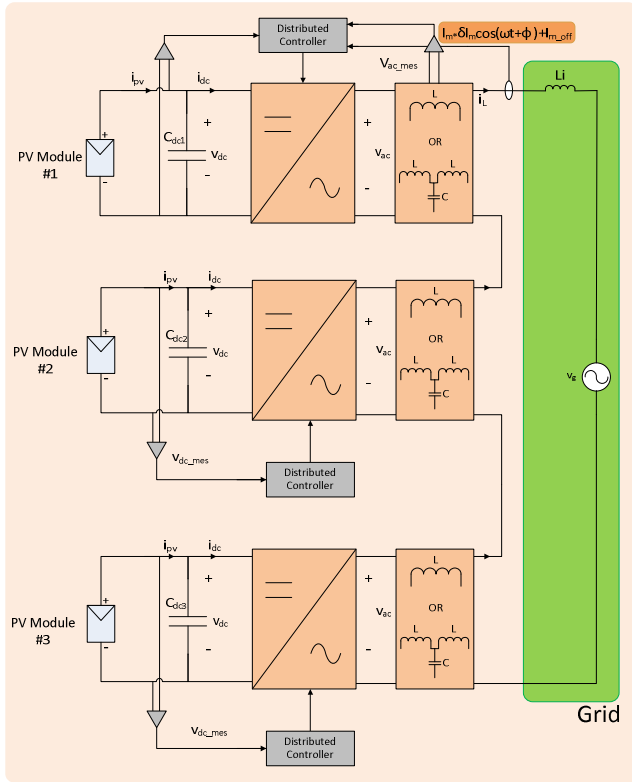 Distributed
Controller
Iₘ*δIₘcos(ωt+ϕ)+Iₘ_off
Vac_mes
ipv
idc
iL
Li
PV Module
#1
+
-
Cdc1
+
vdc
-
+
vac
-
L
OR
L L
C
ipv
idc
PV Module
#2
+
-
Cdc2
+
vdc
-
+
vac
-
L
OR
L L
C
vg
vdc_mes
Distributed
Controller
ipv
idc
PV Module
#3
+
-
Cdc3
+
vdc
-
+
vac
-
L
OR
L L
C
vdc_mes
Distributed
Controller
Grid